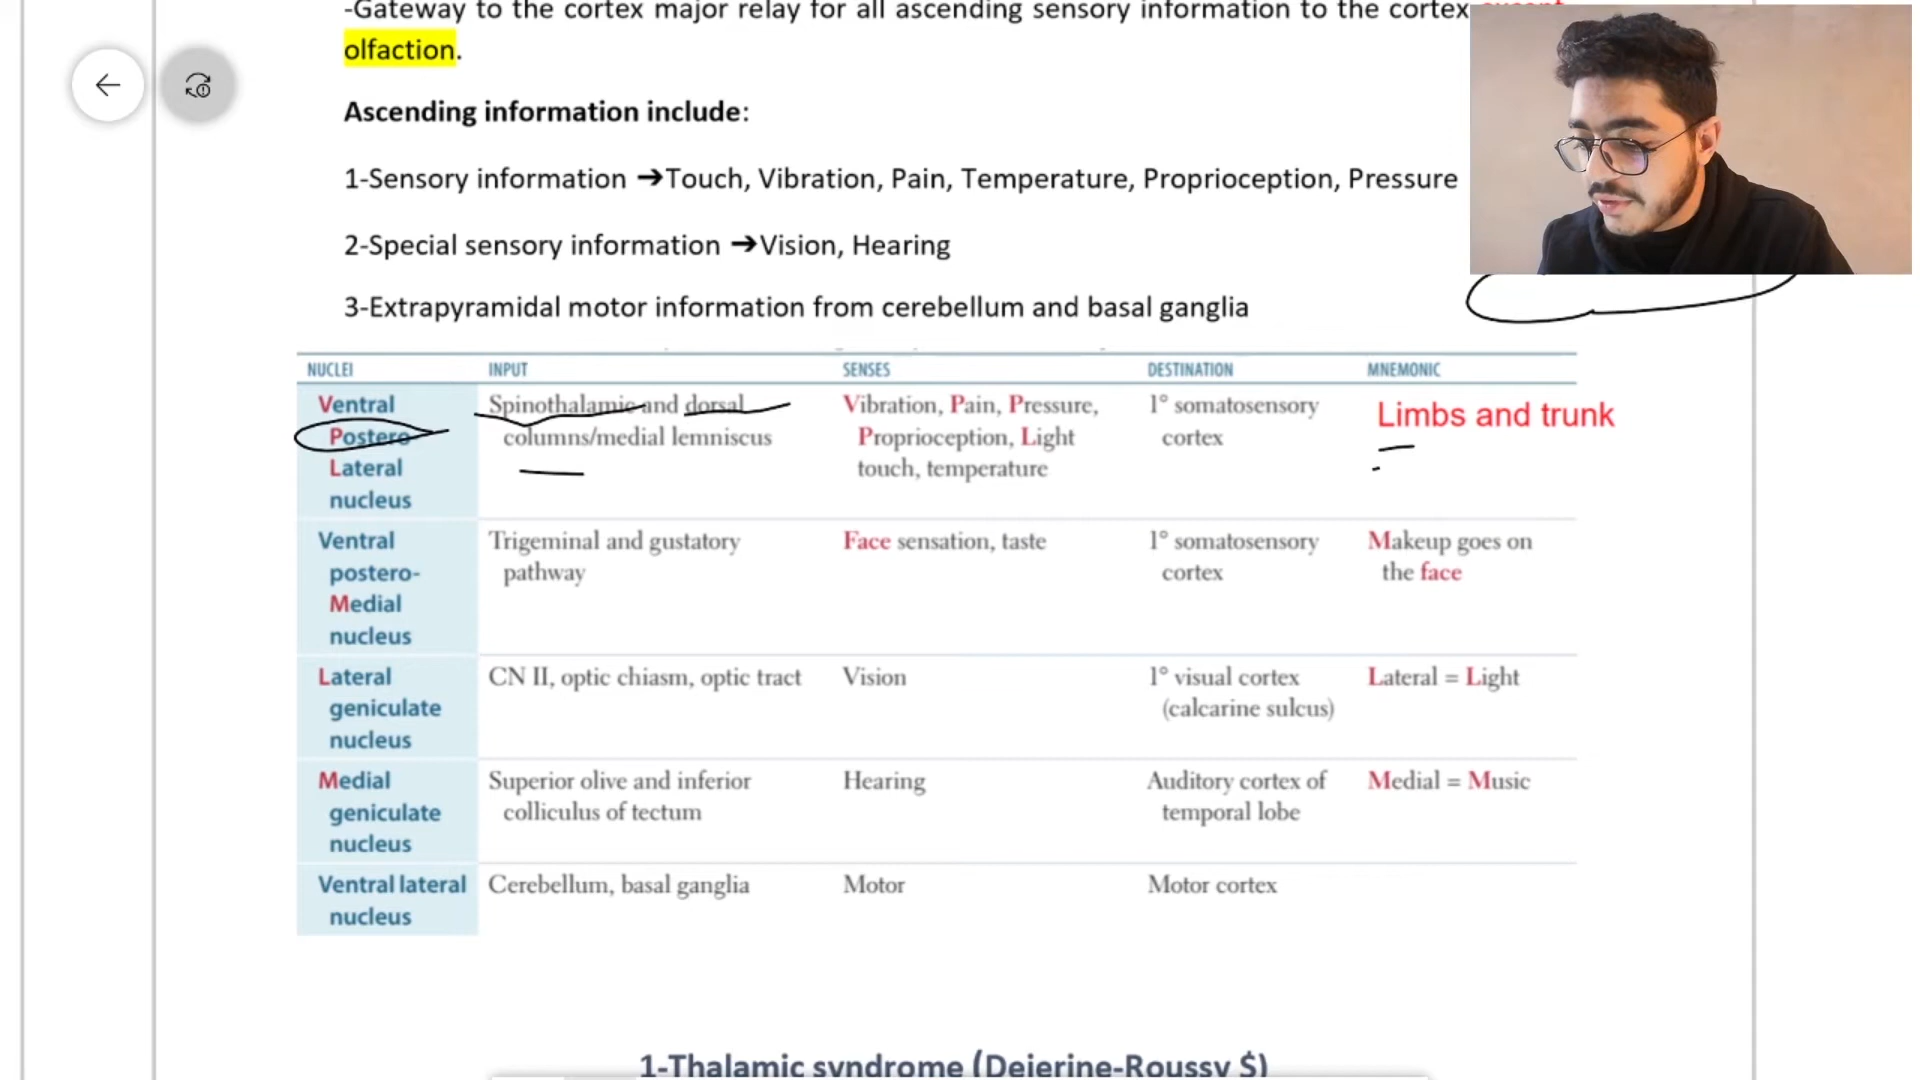 -Gateway to the cortex major relay for all ascending sensory information to the cortex except
olfaction.
Ascending information include:
1-Sensory information ➔Touch, Vibration, Pain, Temperature, Proprioception, Pressure
2-Special sensory information ➔Vision, Hearing
3-Extrapyramidal motor information from cerebellum and basal ganglia
NUCLEI INPUT SENSES DESTINATION MNEMONIC
Ventral Spinothalamic and dorsal Vibration, Pain, Pressure, 1° somatosensory Limbs and trunk
Postero- columns/medial lemniscus Proprioception, Light cortex
Lateral touch, temperature
nucleus
Ventral Trigeminal and gustatory Face sensation, taste 1° somatosensory Makeup goes on
postero- pathway cortex the face
Medial
nucleus
Lateral CN II, optic chiasm, optic tract Vision 1° visual cortex Lateral = Light
geniculate (calcarine sulcus)
nucleus
Medial Superior olive and inferior Hearing Auditory cortex of Medial = Music
geniculate colliculus of tectum temporal lobe
nucleus
Ventral lateral Cerebellum, basal ganglia Motor Motor cortex
nucleus
1-Thalamic syndrome (Dejerine-Roussy $)